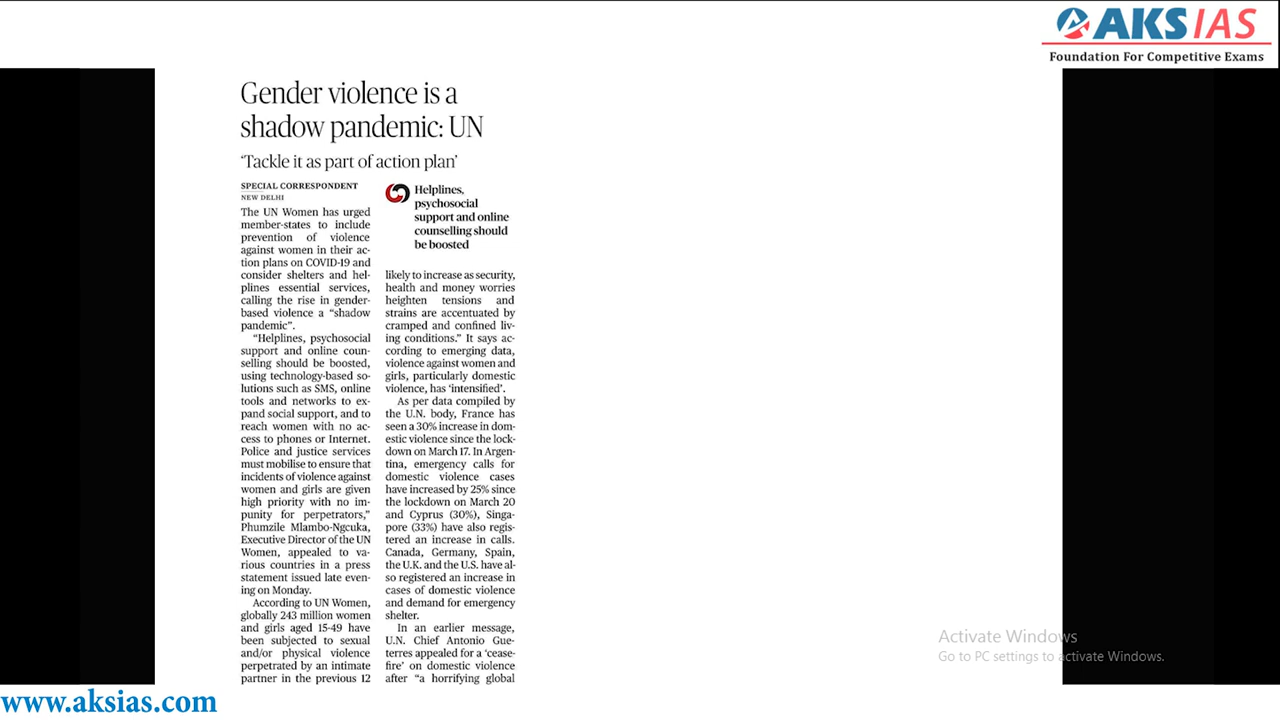 AKS IAS
Foundation For Competitive Exams
Gender violence is a
shadow pandemic: UN
‘Tackle it as part of action plan’
SPECIAL CORRESPONDENT
NEW DELHI
The UN Women has urged
member-states to include
prevention of violence
against women in their ac-
tion plans on COVID-19 and
consider shelters and hel-
plines essential services,
calling the rise in gender-
based violence a “shadow
pandemic”.
“Helplines, psychosocial
support and online coun-
selling should be boosted,
using technology-based so-
lutions such as SMS, online
tools and networks to ex-
pand social support, and to
reach women with no ac-
cess to phones or Internet.
Police and justice services
must mobilise to ensure that
incidents of violence against
women and girls are given
high priority with no im-
punity for perpetrators,”
Phumzile Mlambo-Ngcuka,
Executive Director of the UN
Women, appealed to va-
rious countries in a press
statement issued late even-
ing on Monday.
According to UN Women,
globally 243 million women
and girls aged 15-49 have
been subjected to sexual
and/or physical violence
perpetrated by an intimate
partner in the previous 12
Helplines,
psychosocial
support and online
counselling should
be boosted
likely to increase as security,
health and money worries
heighten tensions and
strains are accentuated by
cramped and confined liv-
ing conditions.” It says ac-
cording to emerging data,
violence against women and
girls, particularly domestic
violence, has ‘intensified’.
As per data compiled by
the U.N. body, France has
seen a 30% increase in dom-
estic violence since the lock-
down on March 17. In Argen-
tina, emergency calls for
domestic violence cases
have increased by 25% since
the lockdown on March 20
and Cyprus (30%), Singa-
pore (33%) have also regis-
tered an increase in calls.
Canada, Germany, Spain,
the U.K. and the U.S. have al-
so registered an increase in
cases of domestic violence
and demand for emergency
shelter.
In an earlier message,
U.N. Chief Antonio Gue-
terres appealed for a ‘cease-
fire’ on domestic violence
after “a horrifying global
Activate Windows
Go to PC settings to activate Windows.
www.aksias.com